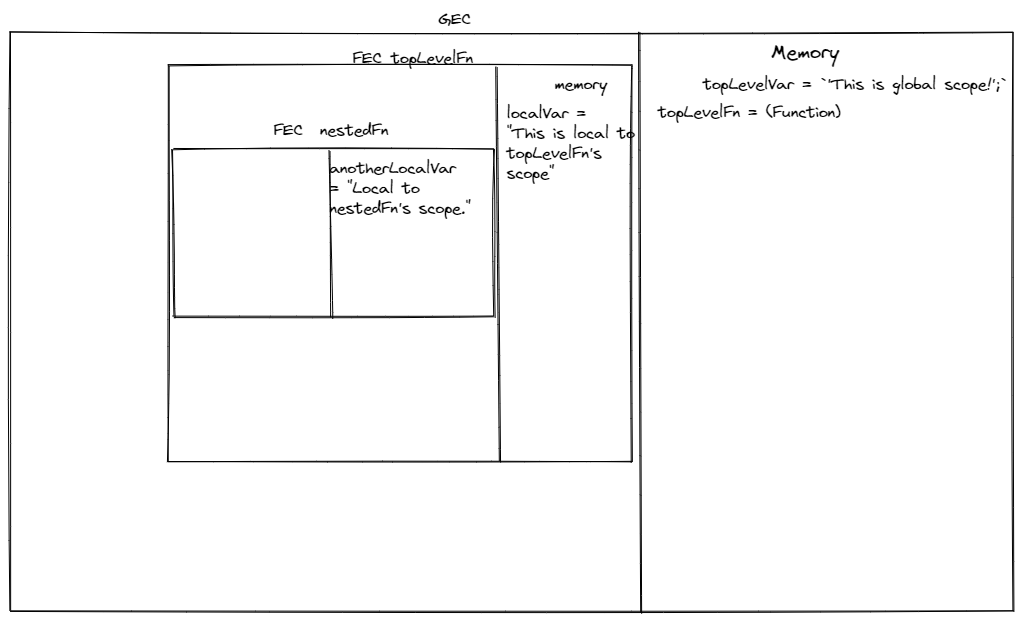 GEC
FEC topLevelFn
Memory
topLevelVar = `'This is global scope!';`
topLevelFn = (Function)
memory
localVar =
"This is local to
topLevelFn's
scope"
FEC nestedFn
anotherLocalVar
= "Local to
nestedFn's scope."